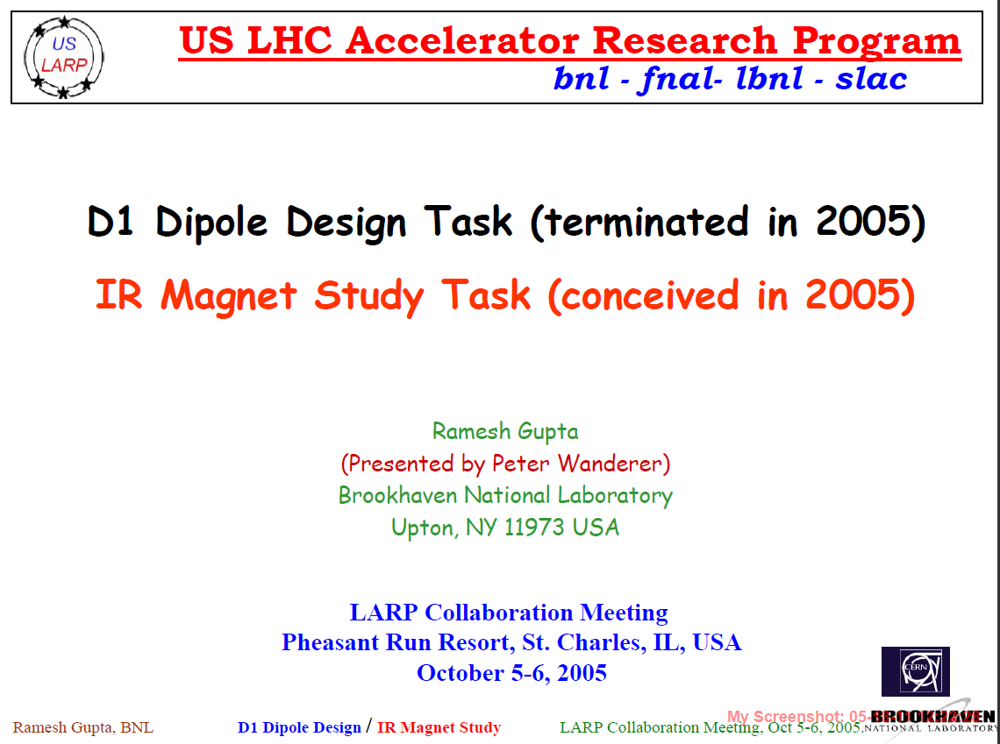 US
LARP
US LHC Accelerator Research Program
bnl - fnal- lbnl - slac
D1 Dipole Design Task (terminated in 2005)
IR Magnet Study Task (conceived in 2005)
Ramesh Gupta
(Presented by Peter Wanderer)
Brookhaven National Laboratory
Upton, NY 11973 USA
LARP Collaboration Meeting
Pheasant Run Resort, St. Charles, IL, USA
October 5-6, 2005
CERN
My Screenshot: 05-
BROOKHAVEN
NATIONAL LABORATORY
Ramesh Gupta, BNL
D1 Dipole Design / IR Magnet Study
LARP Collaboration Meeting, Oct 5-6, 2005.